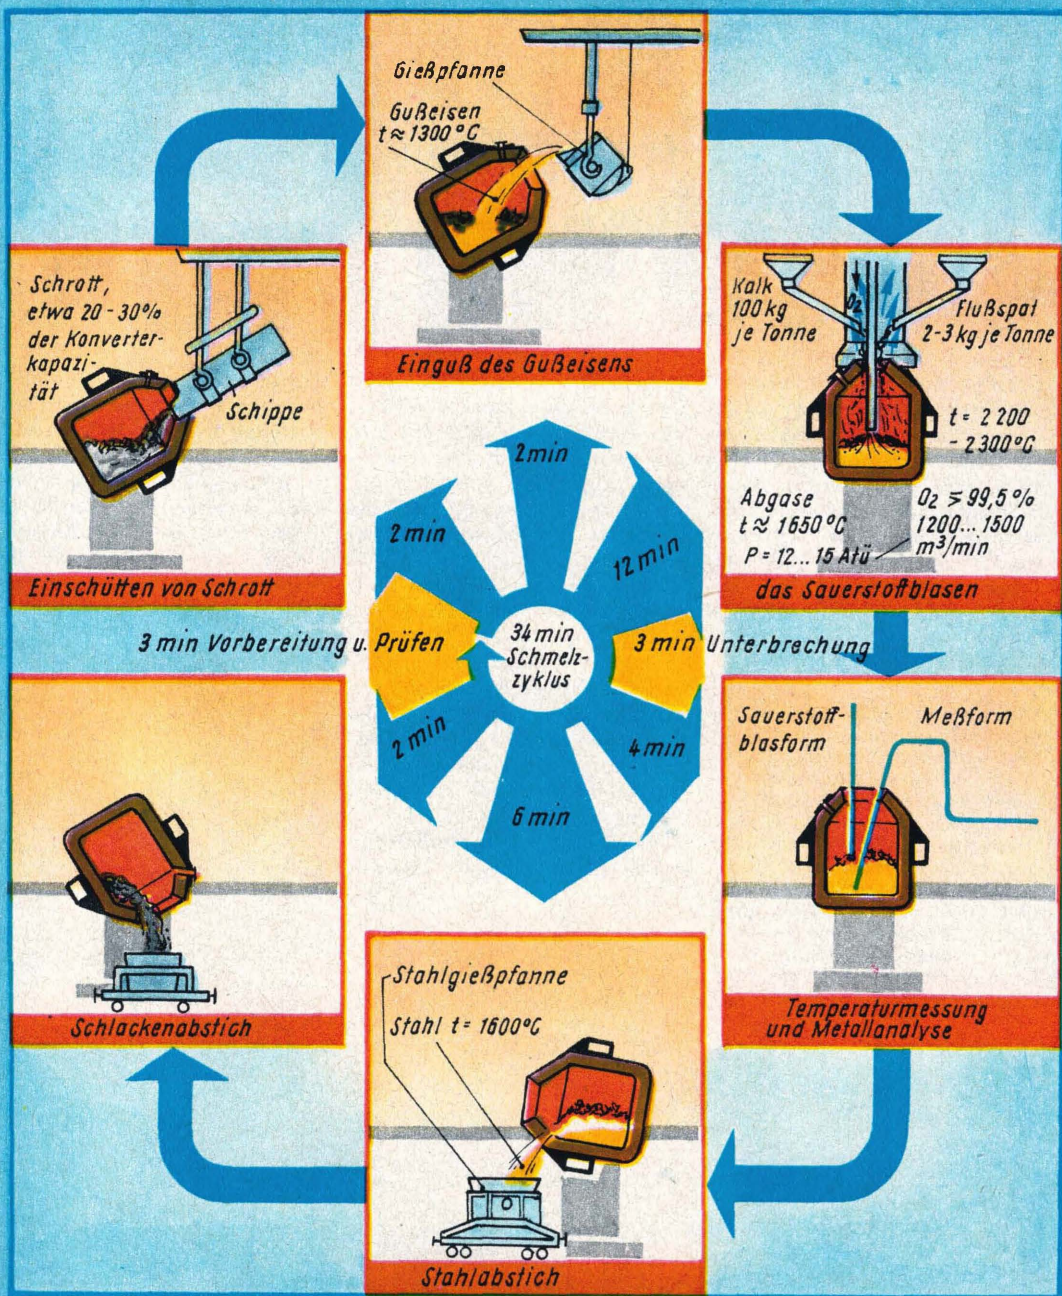 Gießpfanne
Gußeisen
t ≈ 1300°C
Einguß des Gußeisens
Schrott,
etwa 20-30%
der Konverter-
kapazi-
tät
Schippe
Einschütten von Schrott
Kalk
100 kg
je Tonne
O₂
Flußspat
2-3 kg je Tonne
t = 2 200
- 2300°C
Abgase
t ≈ 1650°C
P = 12... 15 Atü
O₂ ⩾ 99,5%
1200... 1500
m³/min
das Sauerstoffblasen
2 min
2 min
12 min
3 min Vorbereitung u. Prüfen
34 min
Schmelz-
zyklus
3 min Unterbrechung
2 min
4 min
6 min
Sauerstoff-
blasform
Meßform
Temperaturmessung
und Metallanalyse
Schlackenabstich
Stahlgießpfanne
Stahl t = 1600°C
Stahlabstich